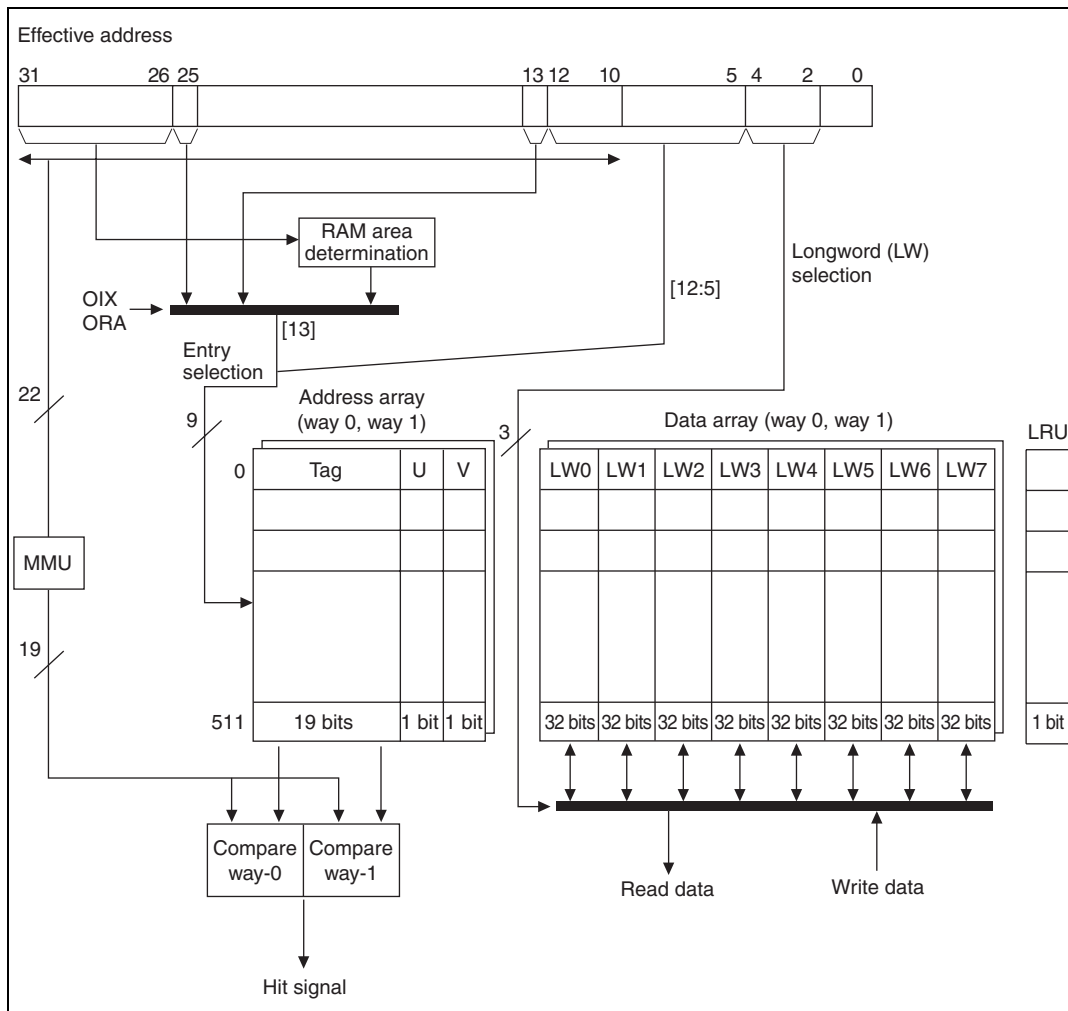 Effective address
31 26 25 13 12 10 5 4 2 0
RAM area
determination
Longword (LW)
selection
OIX
ORA
[12:5]
[13]
Entry
selection
22
9
Address array
(way 0, way 1)
3
Data array (way 0, way 1)
LRU
0 Tag U V
LW0 LW1 LW2 LW3 LW4 LW5 LW6 LW7
MMU
19
511 19 bits 1 bit 1 bit
32 bits 32 bits 32 bits 32 bits 32 bits 32 bits 32 bits 32 bits
1 bit
Compare
way-0
Compare
way-1
Read data
Write data
Hit signal